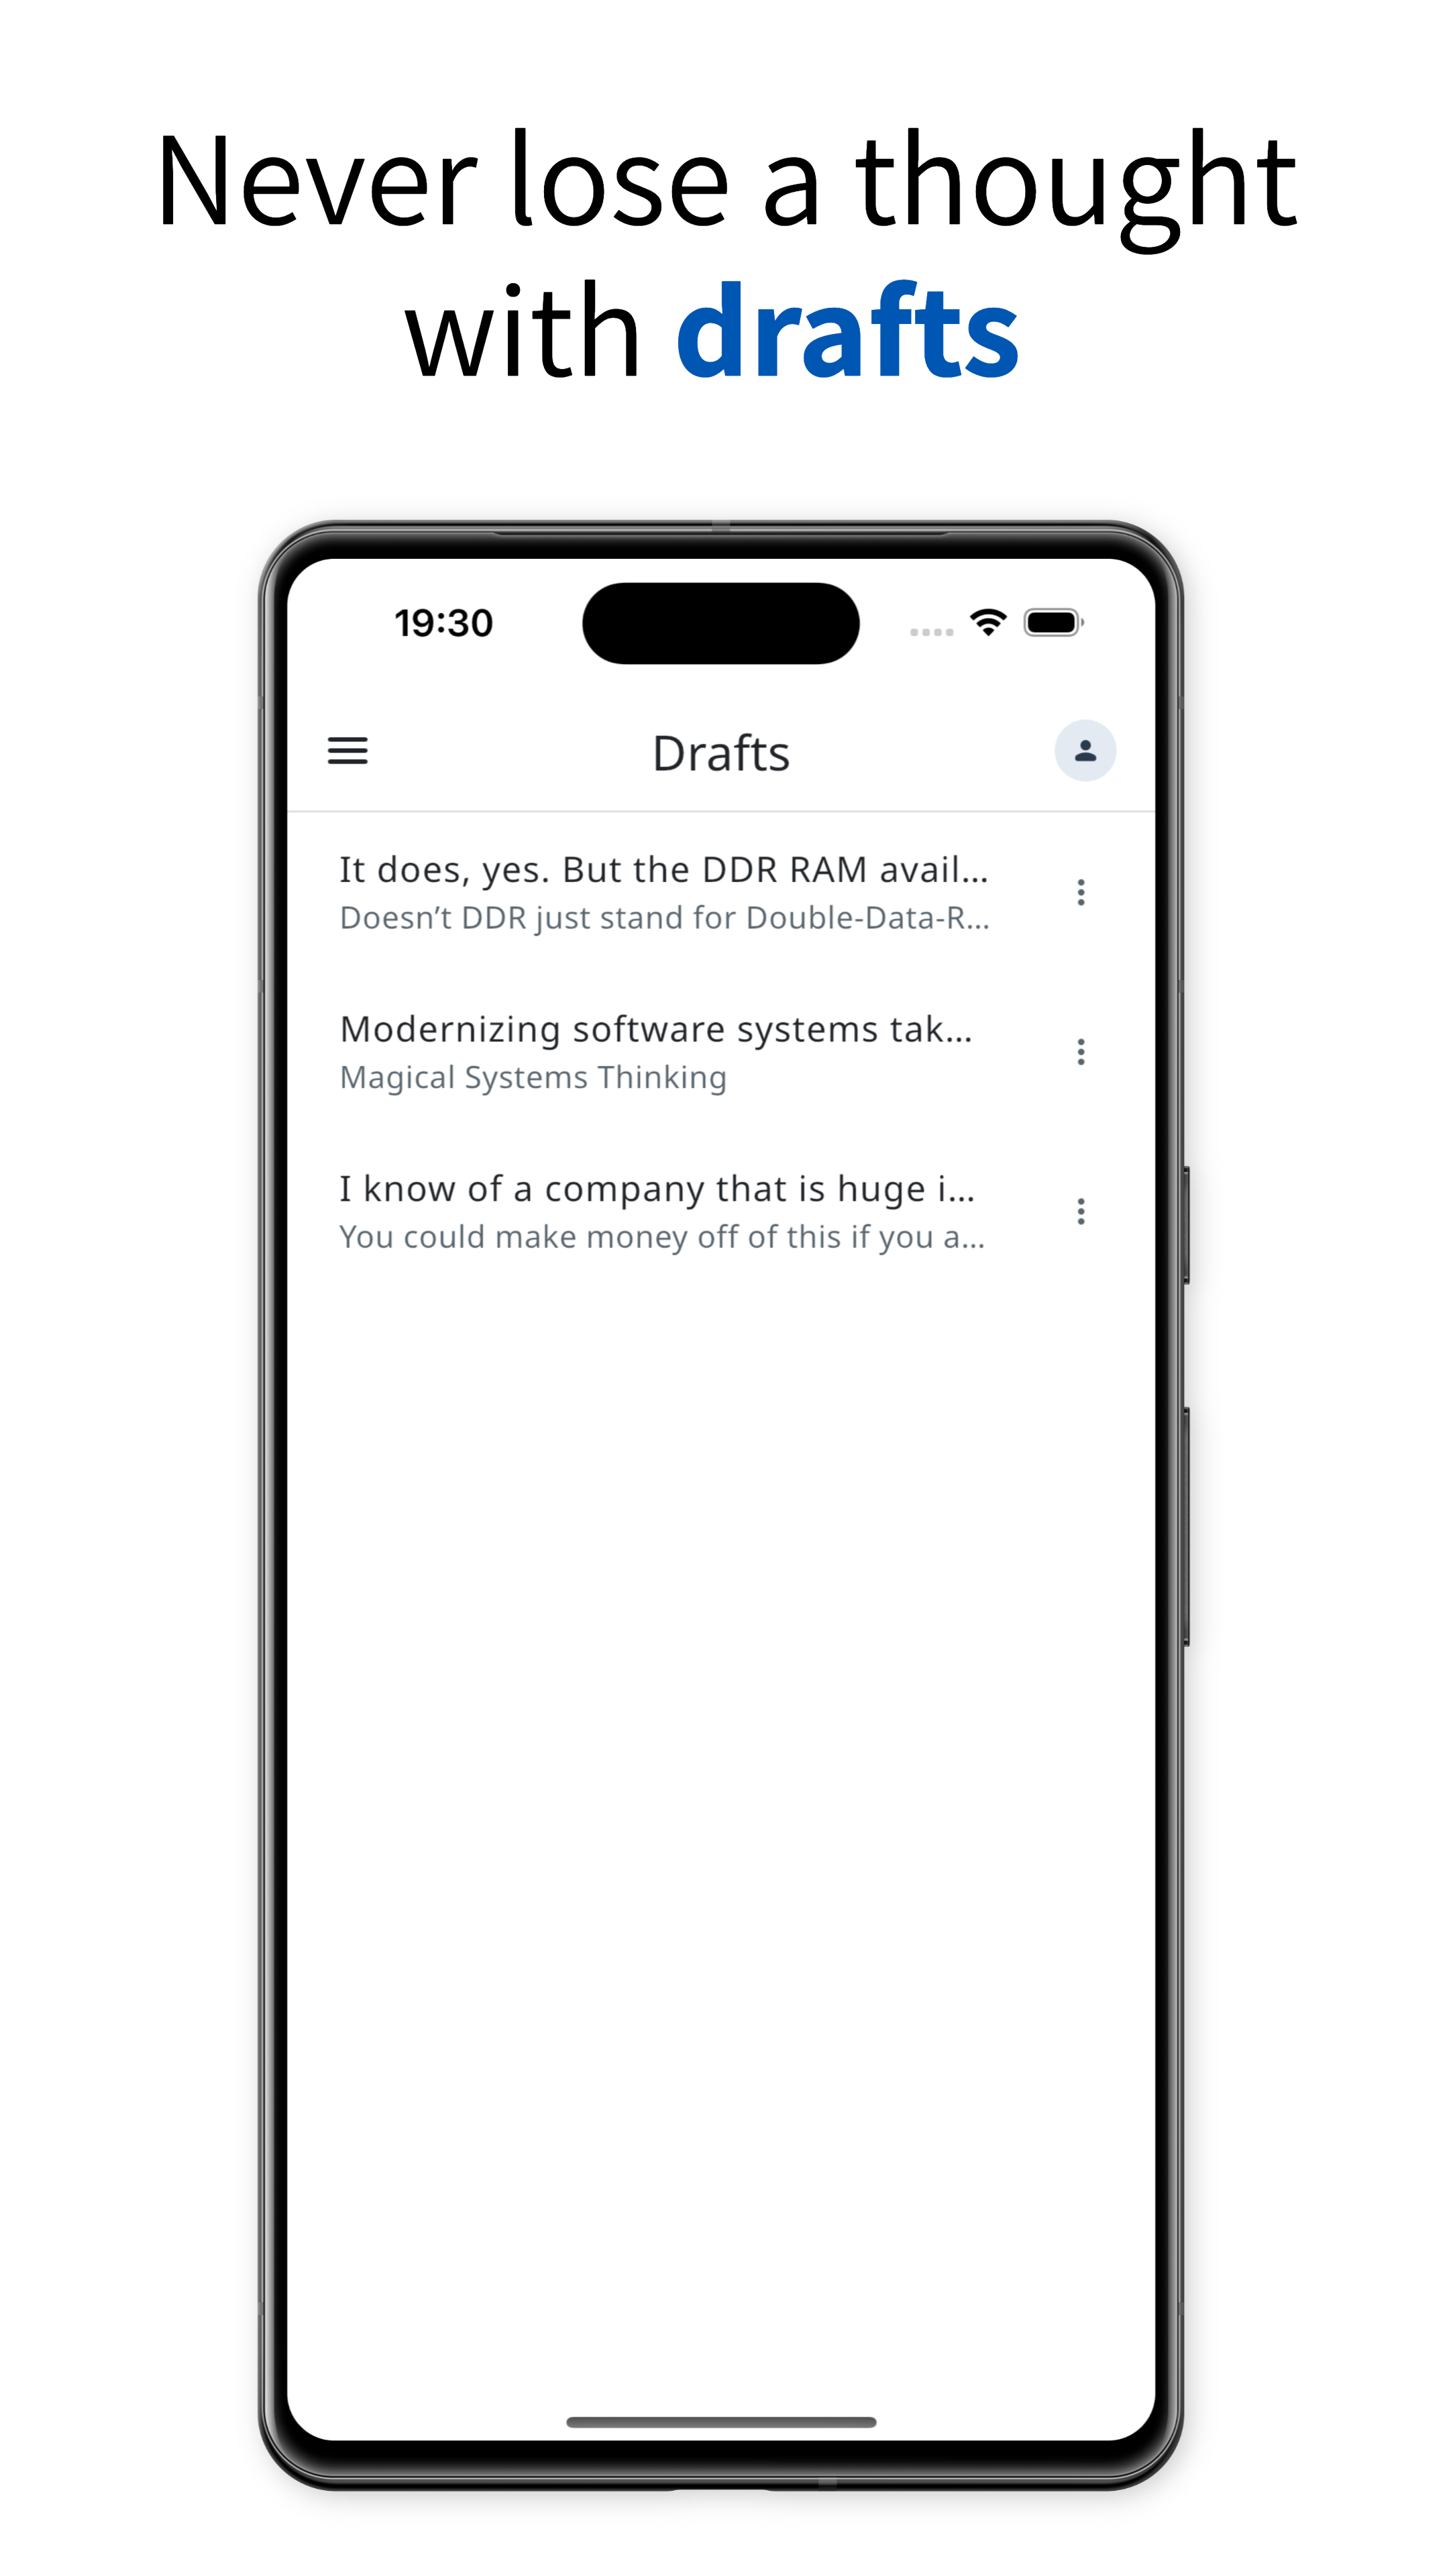 Never lose a thought
with drafts
19:30
Drafts
It does, yes. But the DDR RAM avail…
Doesn’t DDR just stand for Double-Data-R…
Modernizing software systems tak…
Magical Systems Thinking
I know of a company that is huge i…
You could make money off of this if you a…